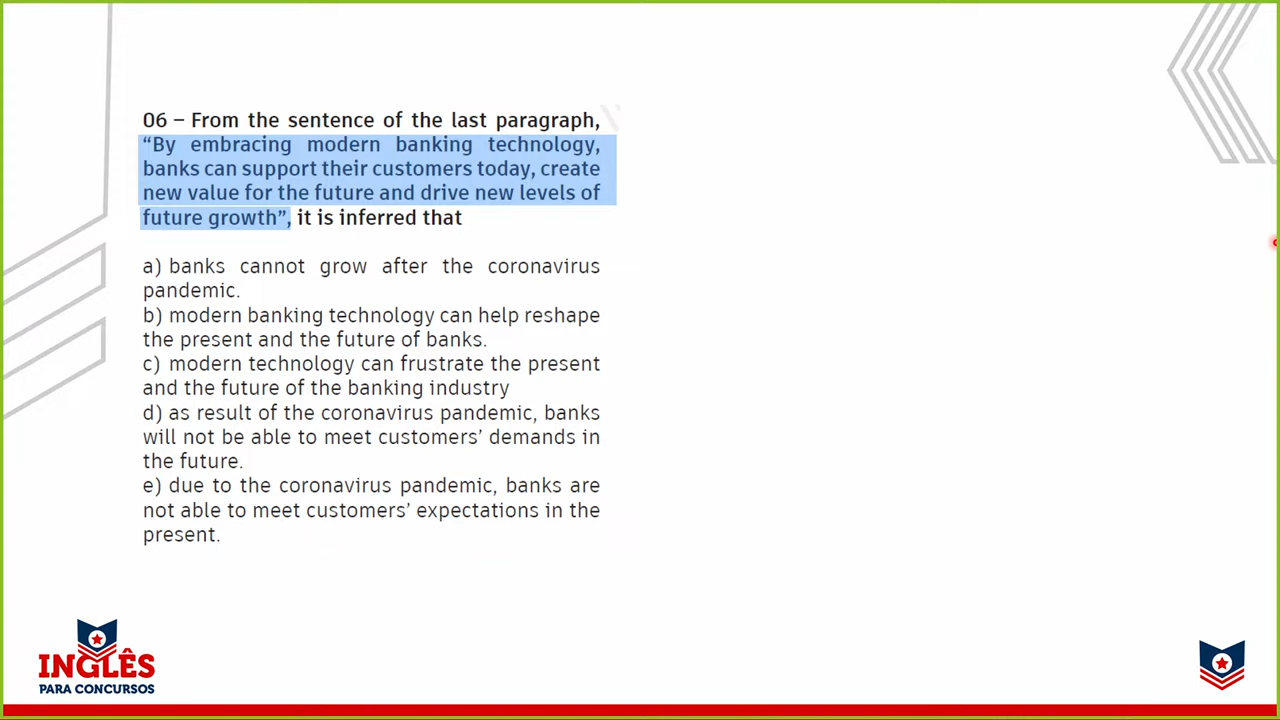 06 – From the sentence of the last paragraph,
“By embracing modern banking technology,
banks can support their customers today, create
new value for the future and drive new levels of
future growth”, it is inferred that
a) banks cannot grow after the coronavirus
pandemic.
b) modern banking technology can help reshape
the present and the future of banks.
c) modern technology can frustrate the present
and the future of the banking industry
d) as result of the coronavirus pandemic, banks
will not be able to meet customers’ demands in
the future.
e) due to the coronavirus pandemic, banks are
not able to meet customers’ expectations in the
present.
INGLÊS
PARA CONCURSOS